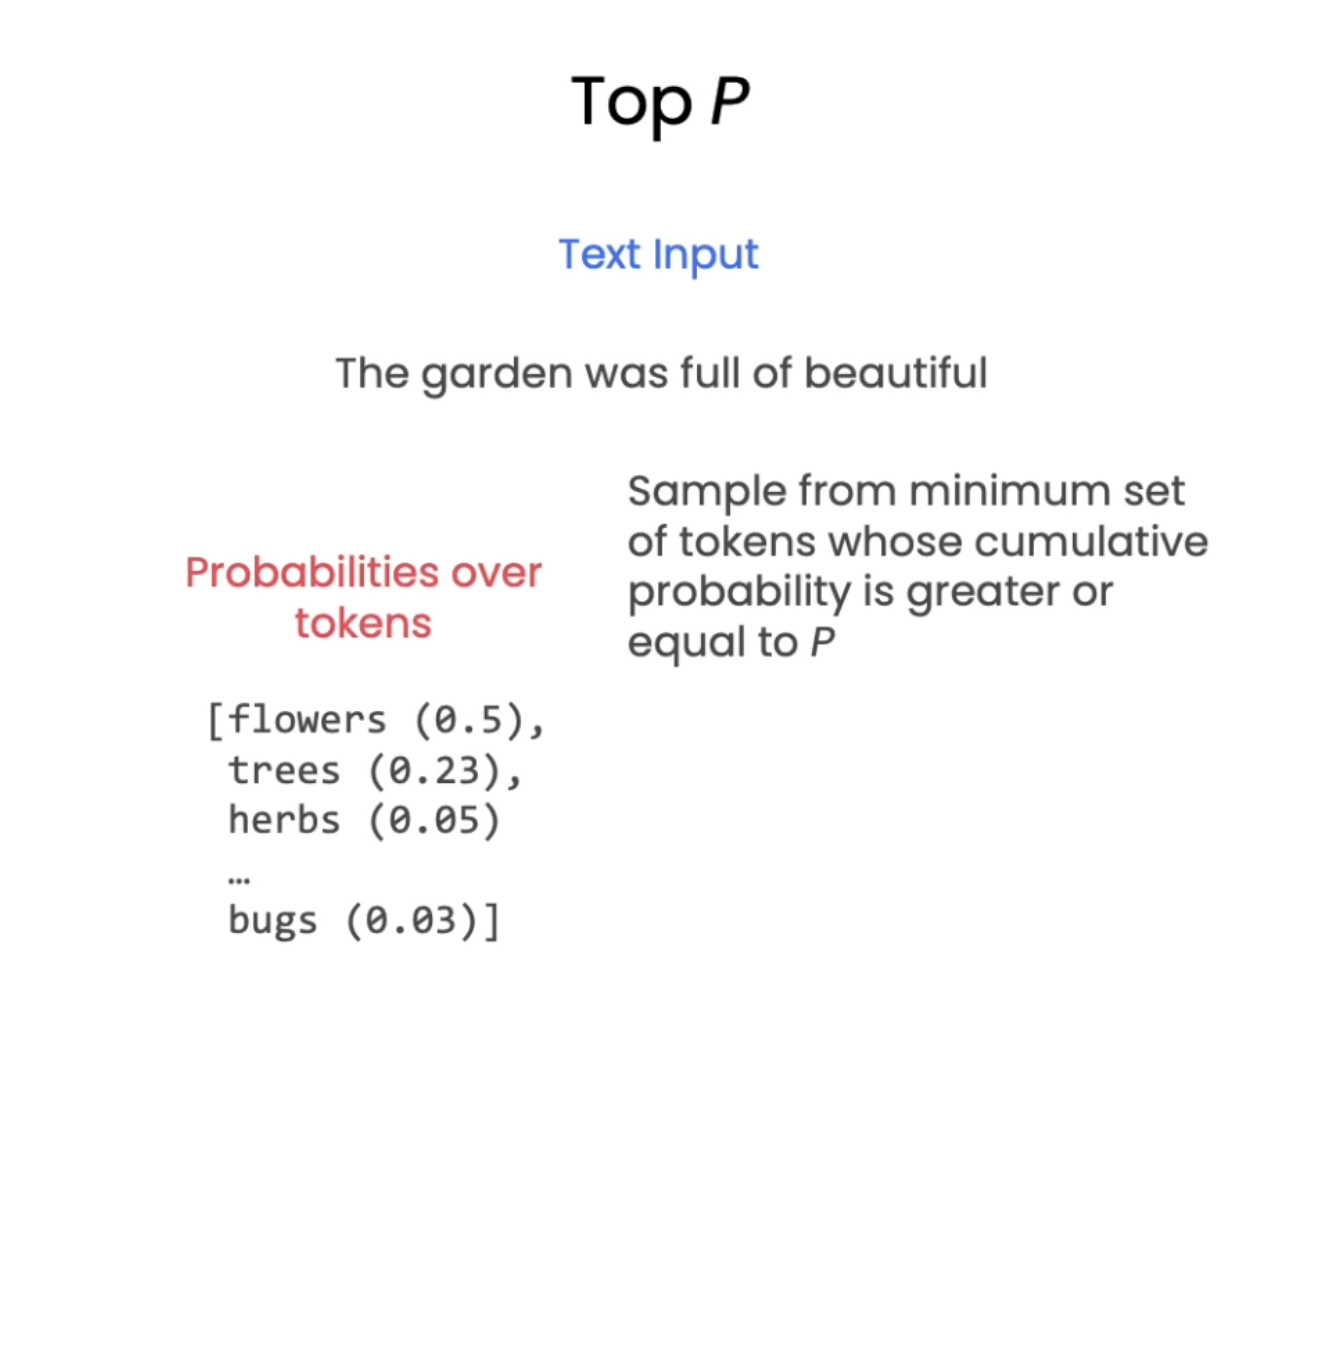 Top P
Text Input
The garden was full of beautiful
Probabilities over
tokens
[flowers (0.5),
trees (0.23),
herbs (0.05)
…
bugs (0.03)]
Sample from minimum set
of tokens whose cumulative
probability is greater or
equal to P